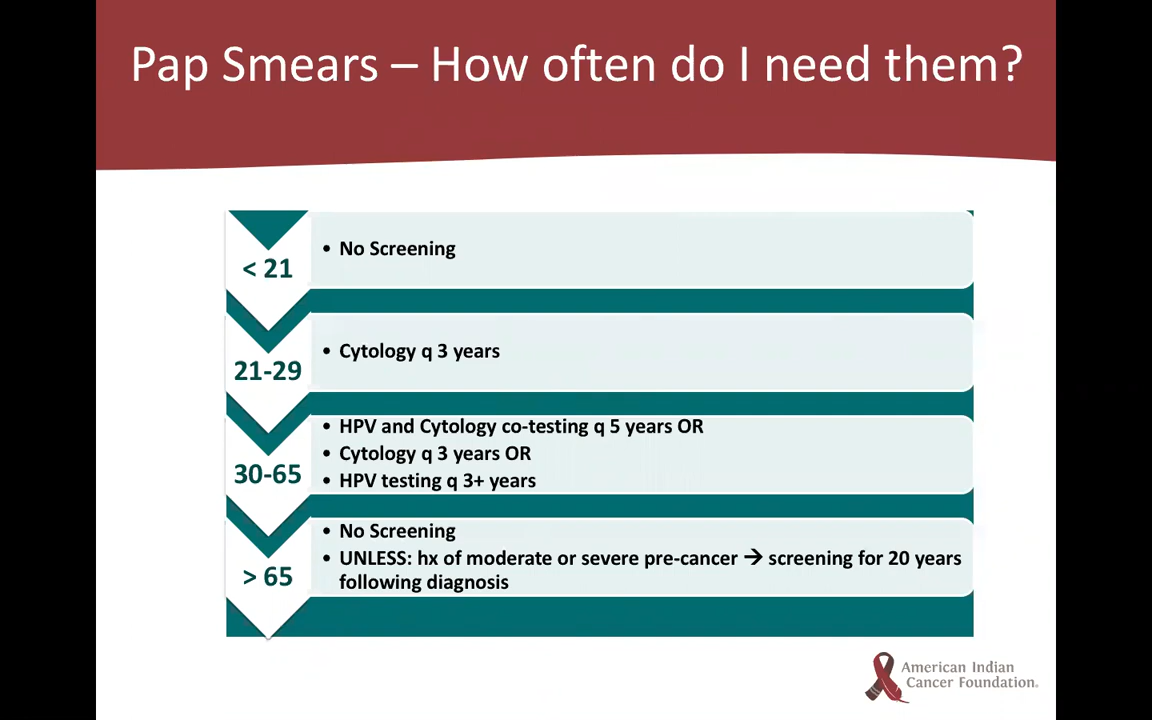 Pap Smears – How often do I need them?
< 21
• No Screening
21-29
• Cytology q 3 years
30-65
• HPV and Cytology co-testing q 5 years OR
• Cytology q 3 years OR
• HPV testing q 3+ years
> 65
• No Screening
• UNLESS: hx of moderate or severe pre-cancer → screening for 20 years
following diagnosis
American Indian
Cancer Foundation®